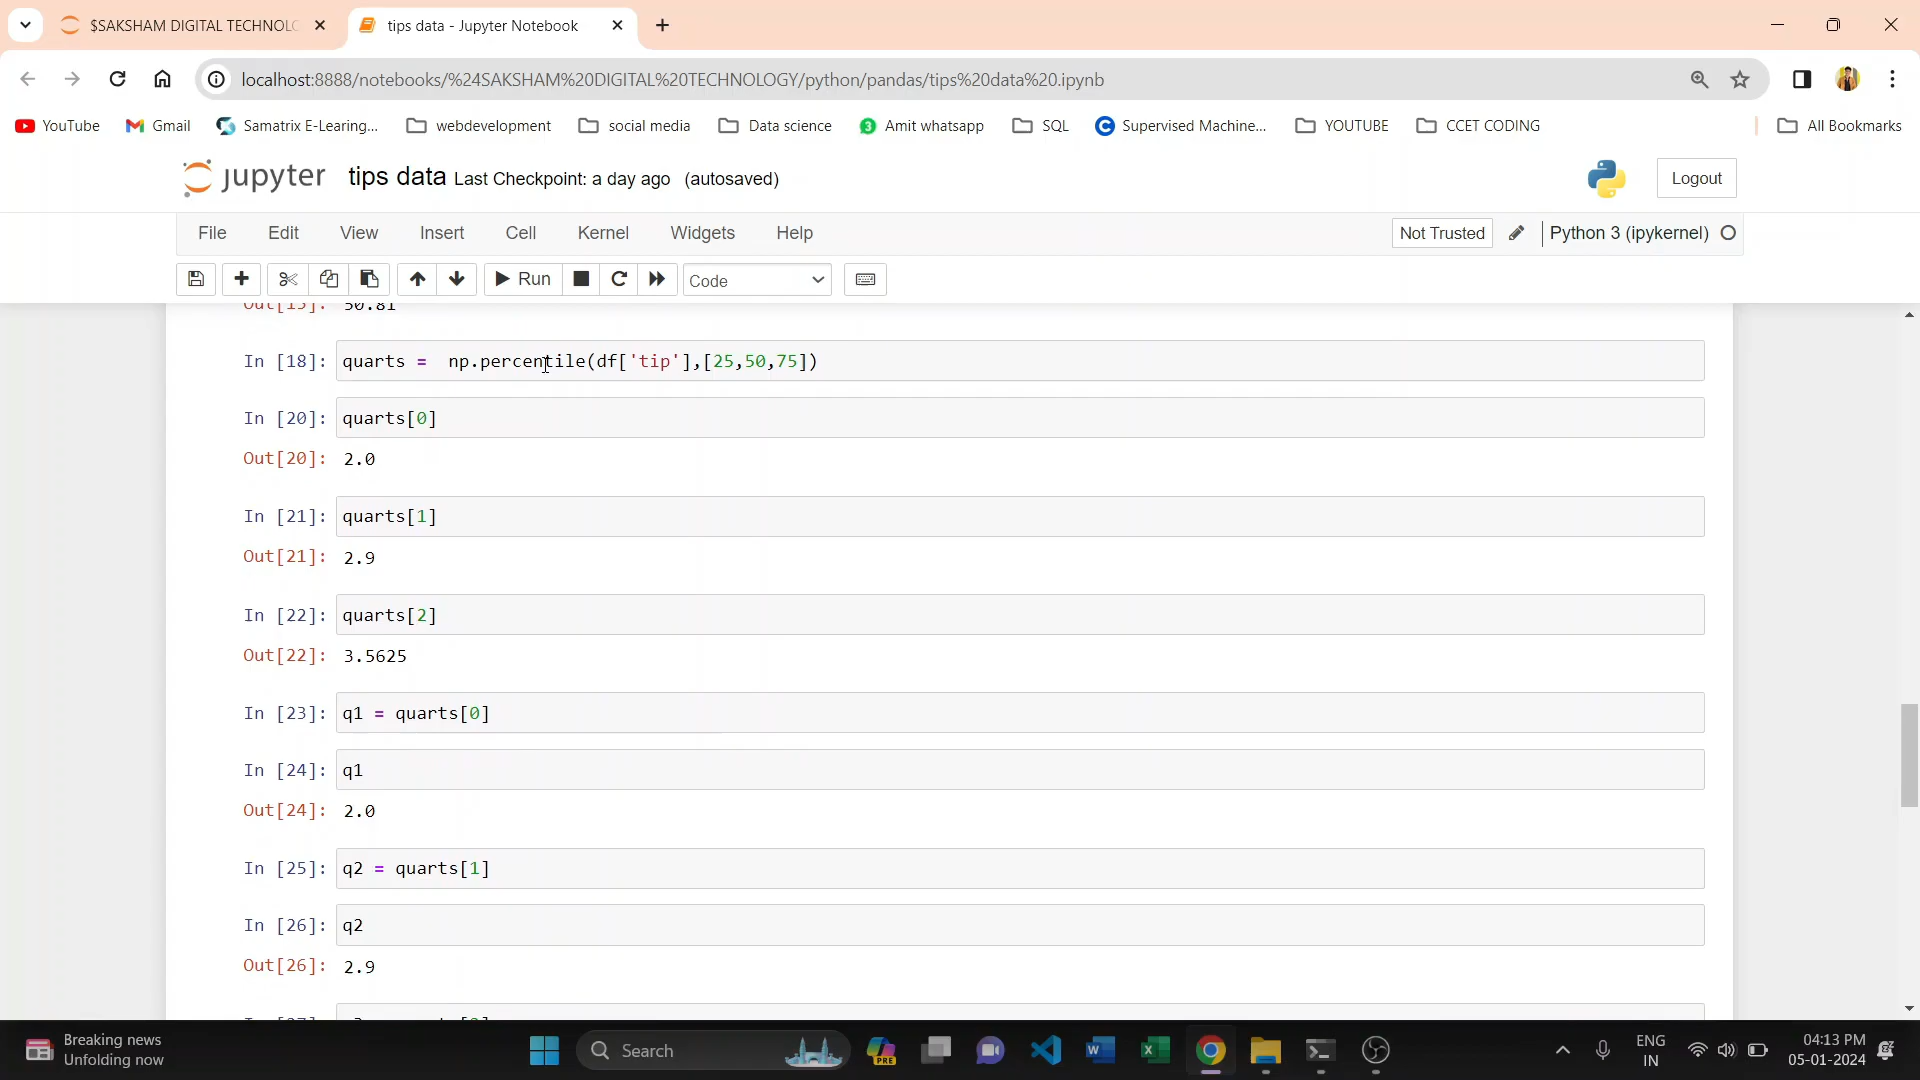 $SAKSHAM DIGITAL TECHNOLO
tips data - Jupyter Notebook
localhost:8888/notebooks/%24SAKSHAM%20DIGITAL%20TECHNOLOGY/python/pandas/tips%20data%20.ipynb
YouTube
Gmail
Samatrix E-Learing...
webdevelopment
social media
Data science
3
Amit whatsapp
SQL
Supervised Machine...
YOUTUBE
CCET CODING
All Bookmarks
jupyter
tips data Last Checkpoint: a day ago (autosaved)
Logout
File Edit View Insert Cell Kernel Widgets Help
Not Trusted
Python 3 (ipykernel)
Run
Code
Out[15]: 50.81
In [18]: quarts =  np.percentile(df['tip'],[25,50,75])
In [20]: quarts[0]
Out[20]: 2.0
In [21]: quarts[1]
Out[21]: 2.9
In [22]: quarts[2]
Out[22]: 3.5625
In [23]: q1 = quarts[0]
In [24]: q1
Out[24]: 2.0
In [25]: q2 = quarts[1]
In [26]: q2
Out[26]: 2.9
Breaking news
Unfolding now
Search
PRE
ENG
IN
04:13 PM
05-01-2024